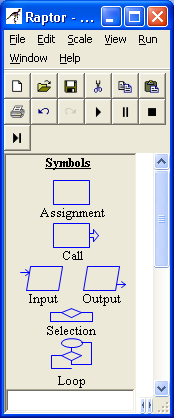 Raptor - ...
File Edit Scale View Run
Window Help
Symbols
Assignment
Call
Input Output
Selection
Loop